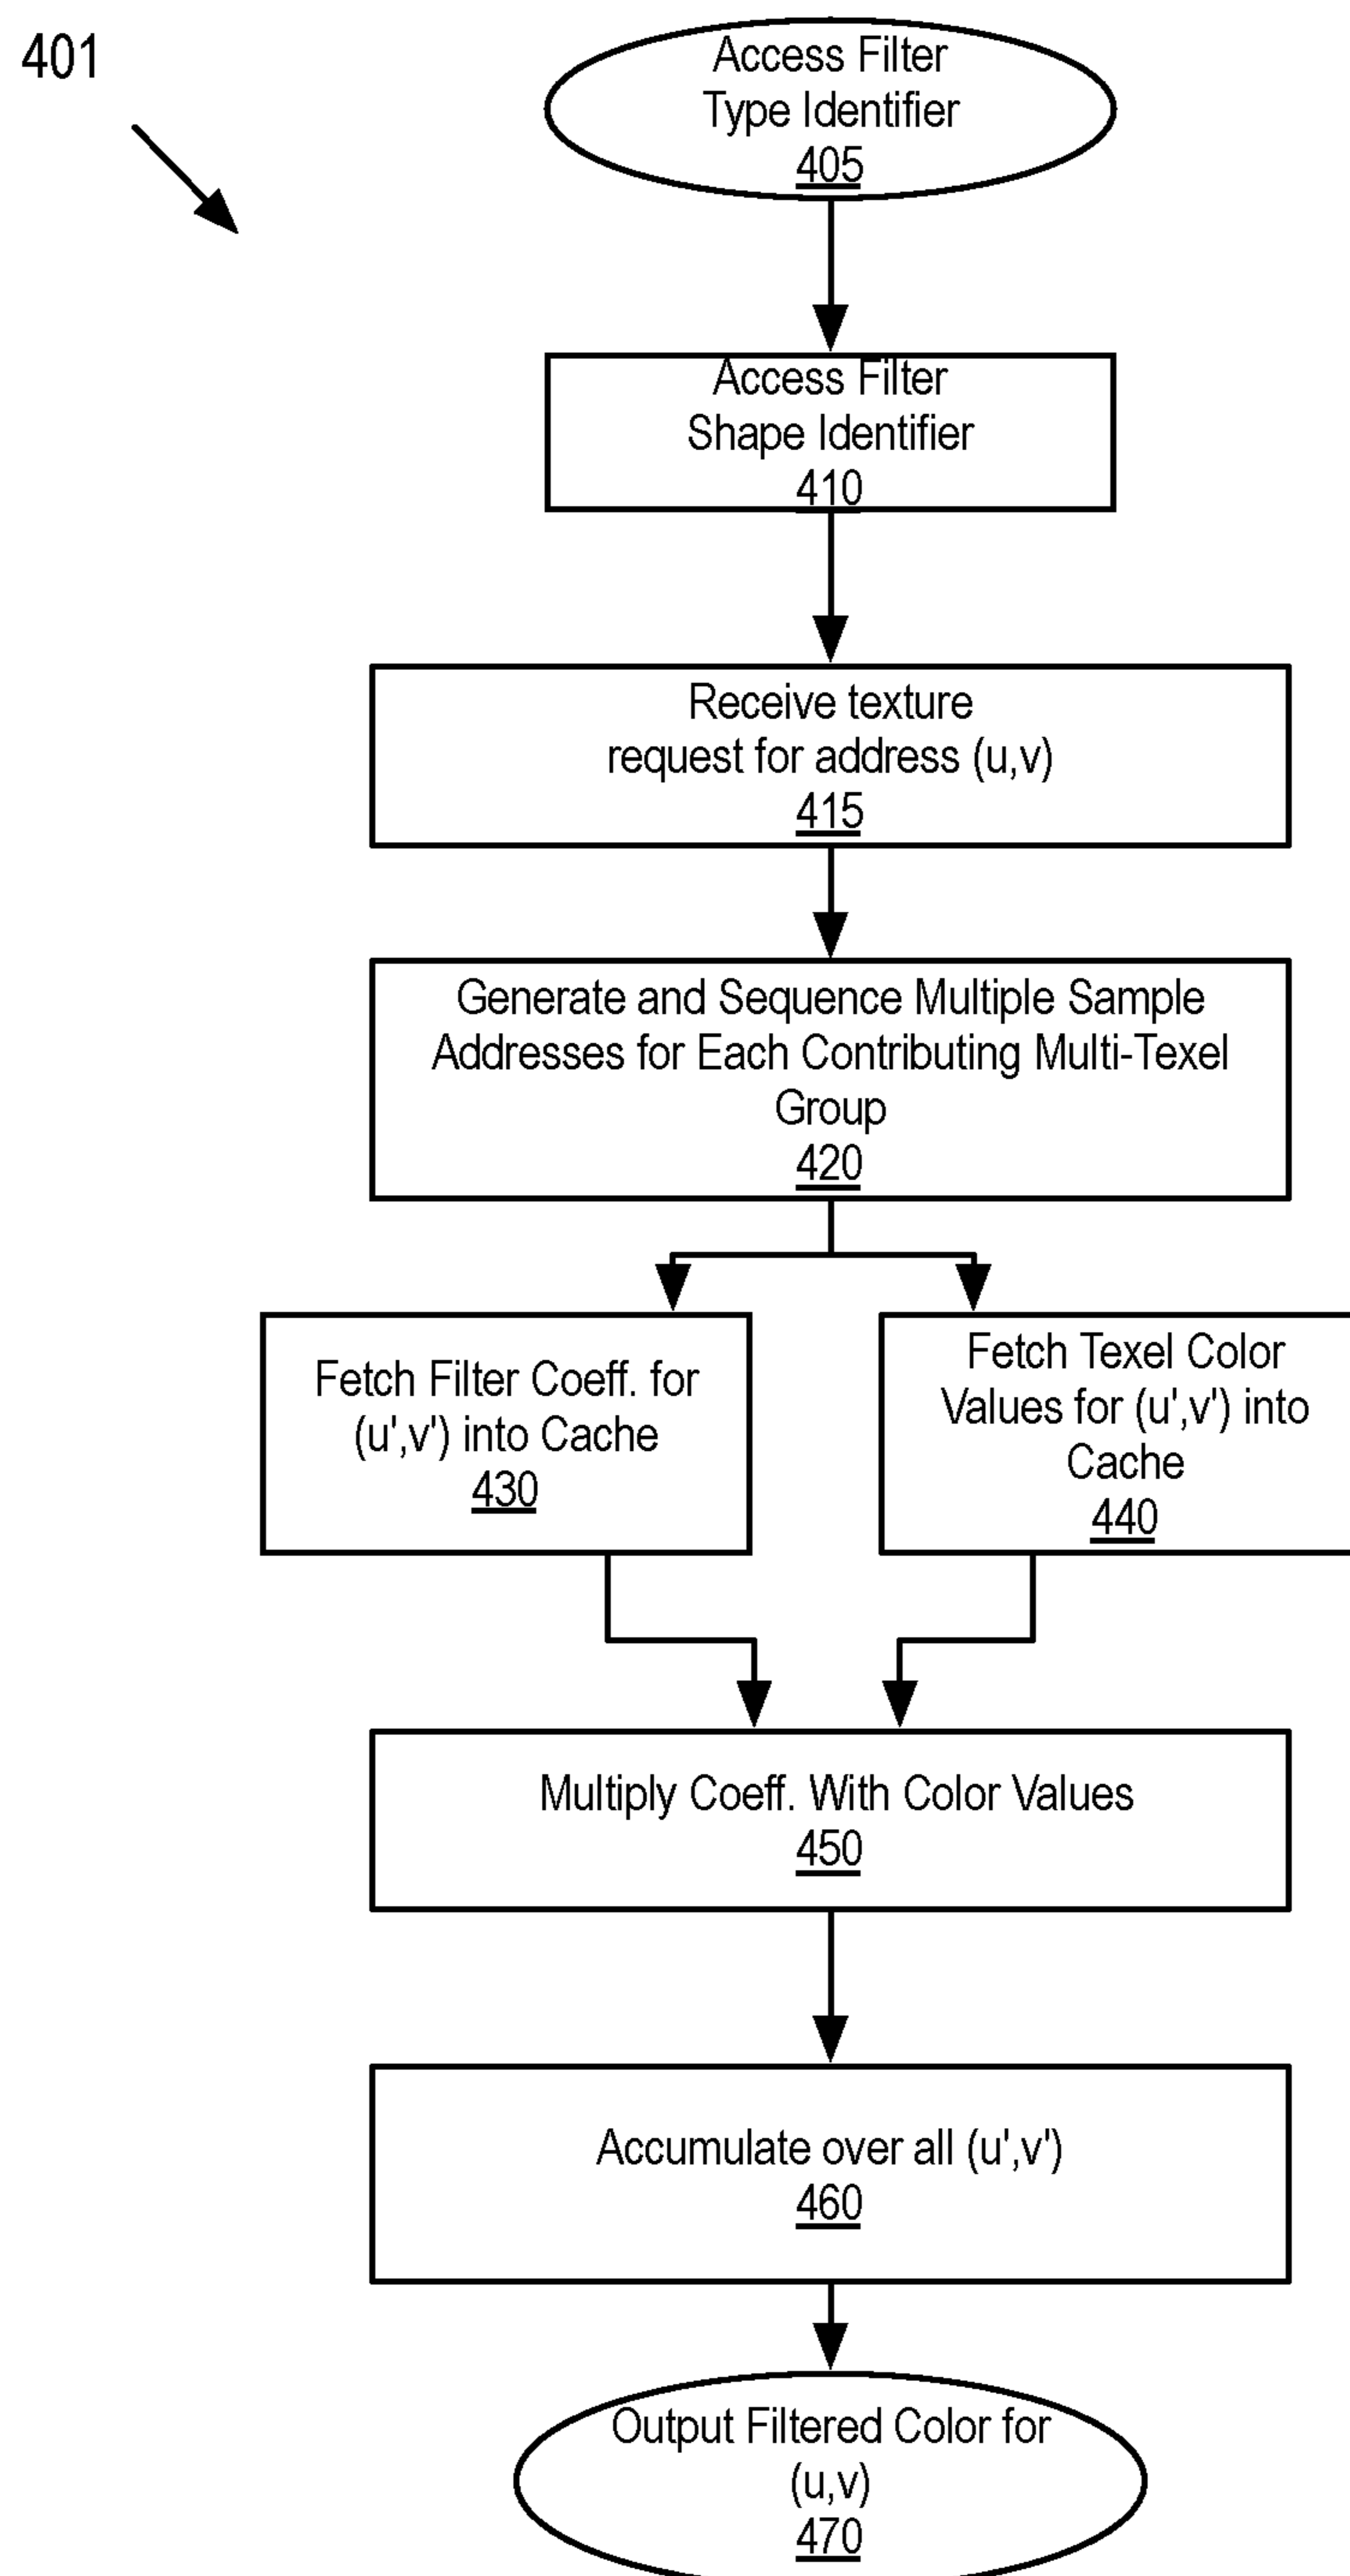 401
Access Filter
Type Identifier
405
Access Filter
Shape Identifier
410
Receive texture
request for address (u,v)
415
Generate and Sequence Multiple Sample
Addresses for Each Contributing Multi-Texel
Group
420
Fetch Filter Coeff. for
(u',v') into Cache
430
Fetch Texel Color
Values for (u',v') into
Cache
440
Multiply Coeff. With Color Values
450
Accumulate over all (u',v')
460
Output Filtered Color for
(u,v)
470